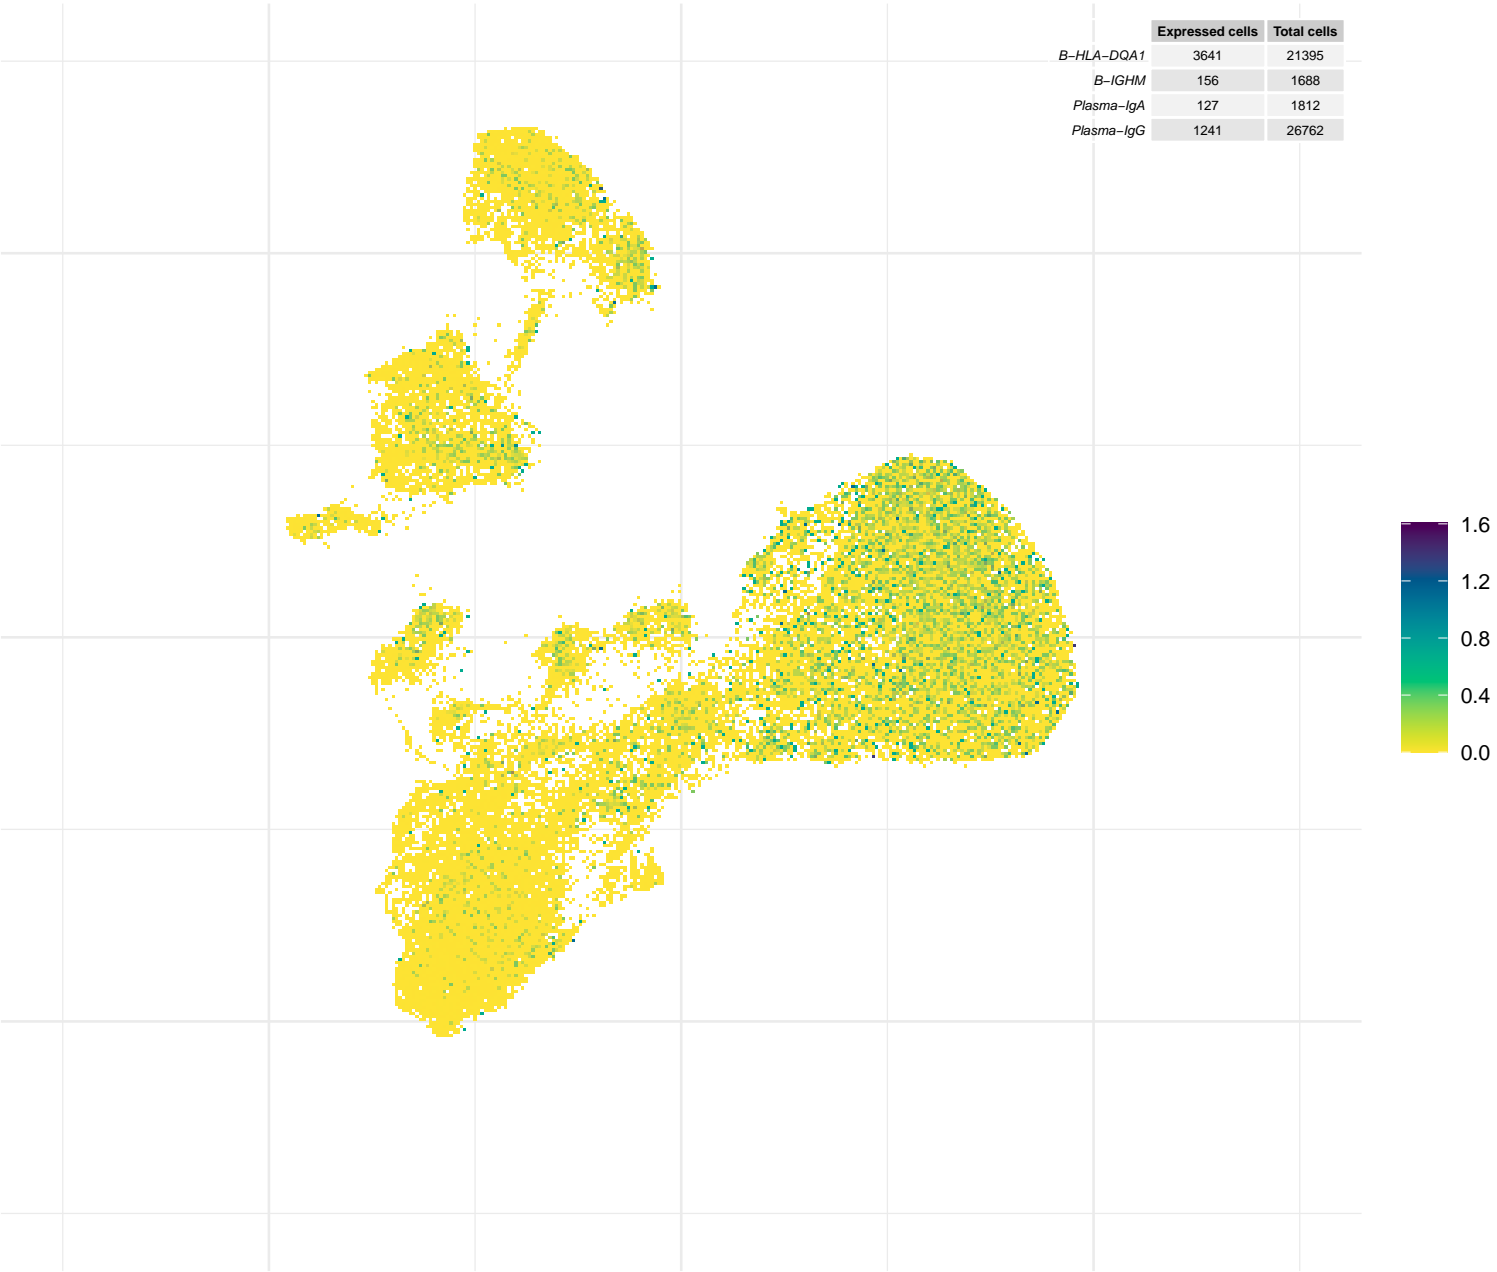 Expressed cells Total cells
B−HLA−DQA1 3641 21395
B−IGHM 156 1688
Plasma−IgA 127 1812
Plasma−IgG 1241 26762
1.6
1.2
0.8
0.4
0.0